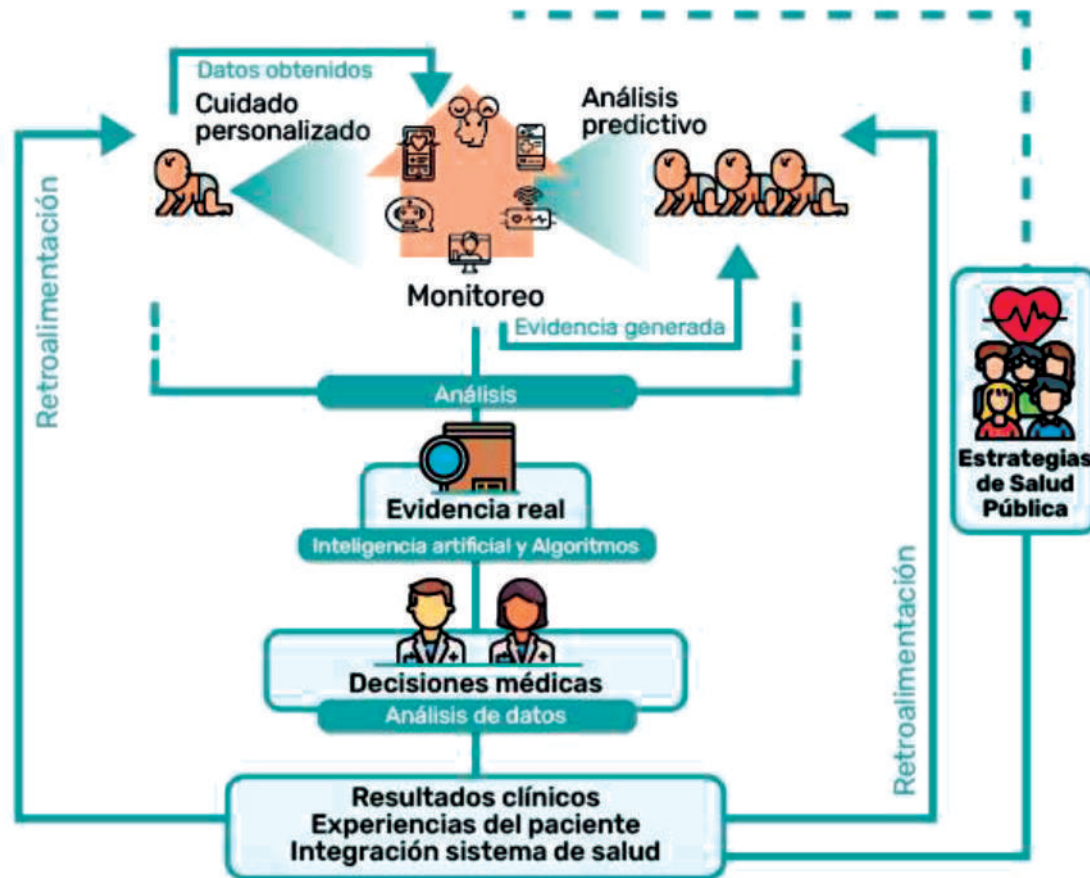 Datos obtenidos
Cuidado
personalizado
Análisis
predictivo
Monitoreo
Evidencia generada
Retroalimentación
Análisis
Evidencia real
Inteligencia artificial y Algoritmos
Decisiones médicas
Análisis de datos
Resultados clínicos
Experiencias del paciente
Integración sistema de salud
Retroalimentación
Estrategias
de Salud
Pública